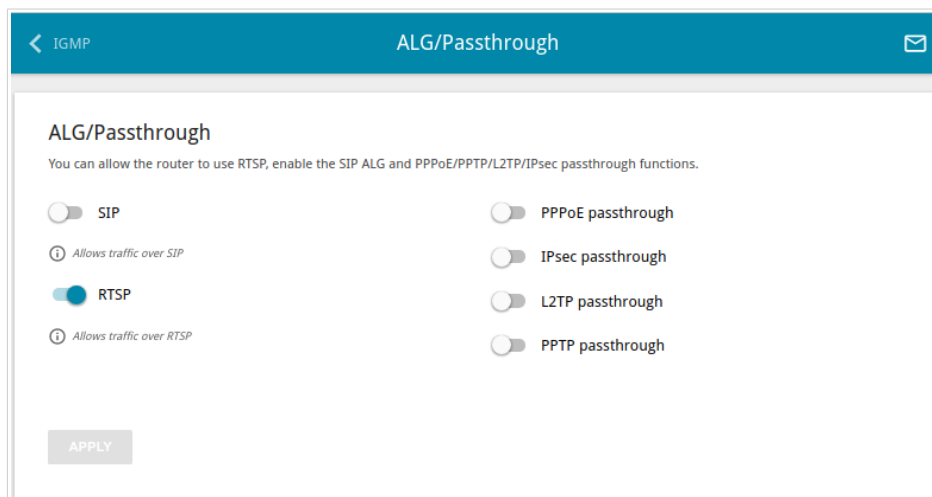 IGMP
ALG/Passthrough
ALG/Passthrough
You can allow the router to use RTSP, enable the SIP ALG and PPPoE/PPTP/L2TP/IPsec passthrough functions.
SIP
Allows traffic over SIP
RTSP
Allows traffic over RTSP
PPPoE passthrough
IPsec passthrough
L2TP passthrough
PPTP passthrough
APPLY